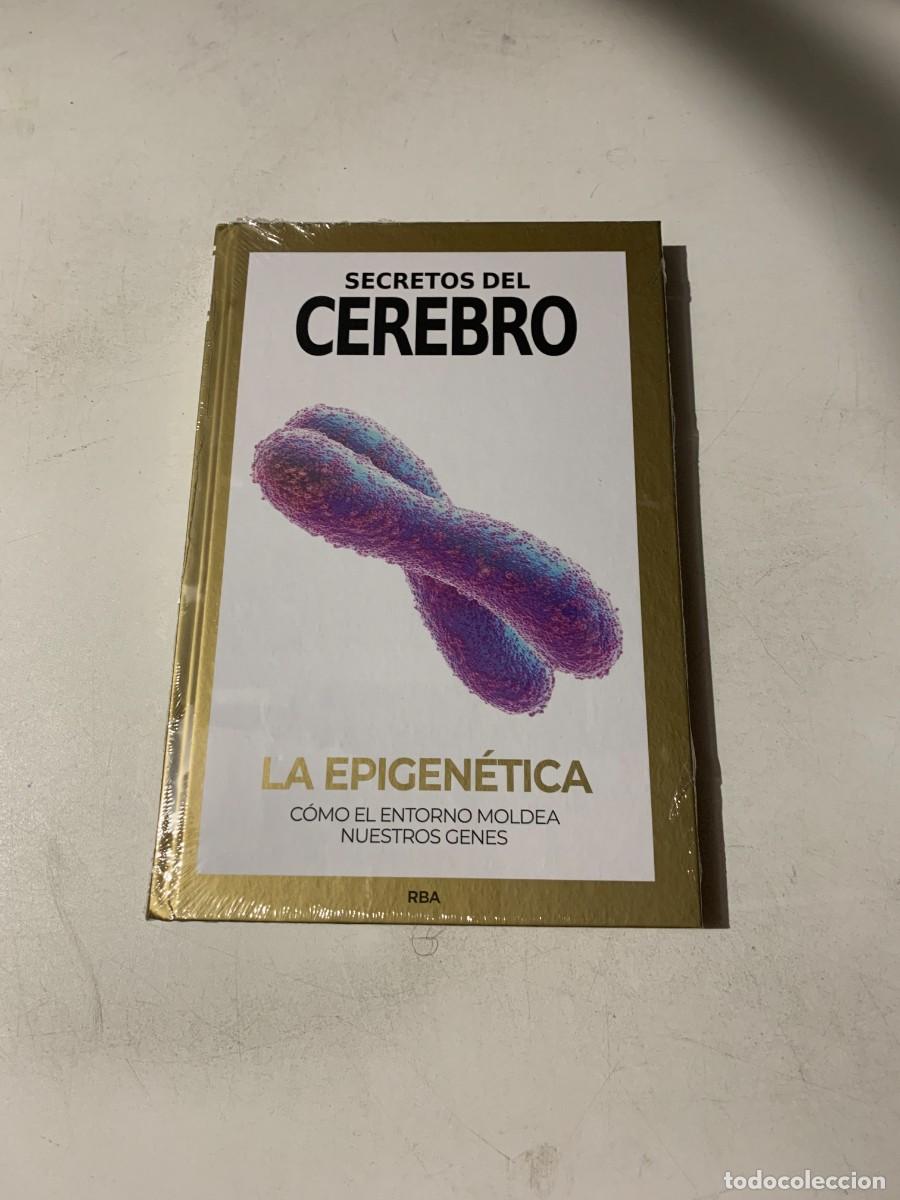 SECRETOS DEL
CEREBRO
LA EPIGENÉTICA
CÓMO EL ENTORNO MOLDEA
NUESTROS GENES
RBA
todocoleccion